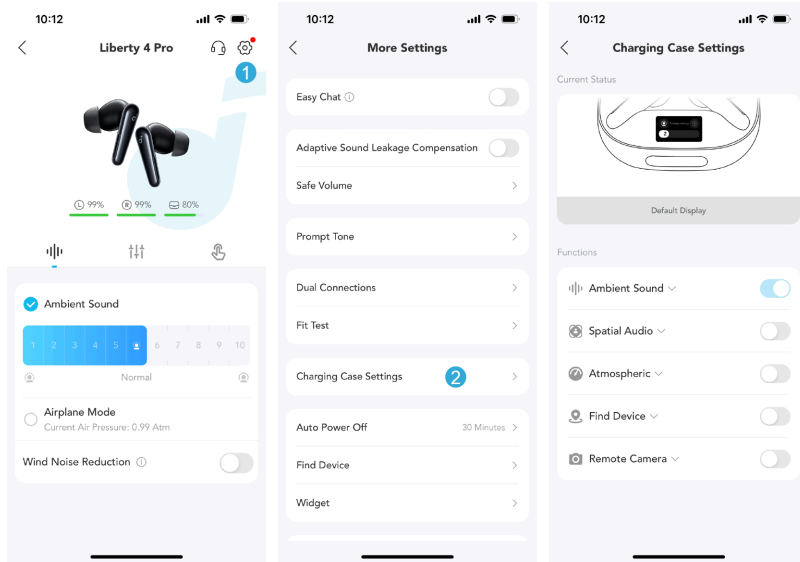 10:12
Liberty 4 Pro
1
L 99%
R 99%
80%
Ambient Sound
1 2 3 4 5 6 7 8 9 10
Normal
Airplane Mode
Current Air Pressure: 0.99 Atm
Wind Noise Reduction
10:12
More Settings
Easy Chat
Adaptive Sound Leakage Compensation
Safe Volume
Prompt Tone
Dual Connections
Fit Test
Charging Case Settings
2
Auto Power Off 30 Minutes
Find Device
Widget
10:12
Charging Case Settings
Current Status
Default Display
Functions
Ambient Sound
Spatial Audio
Atmospheric
Find Device
Remote Camera